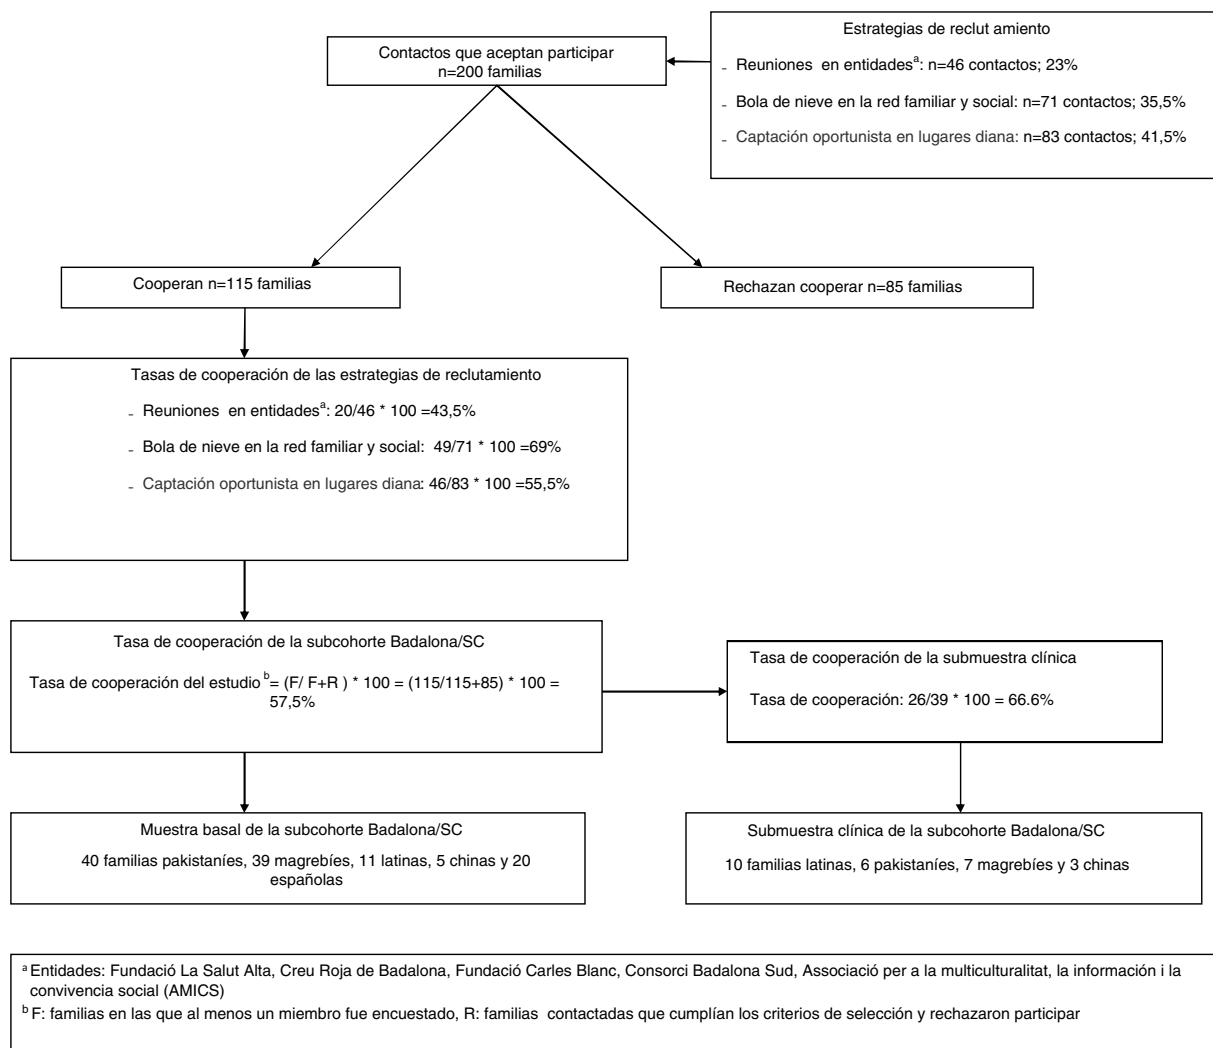 Contactos que aceptan participar
n=200 familias
Estrategias de reclut amiento
- Reuniones en entidadesᵃ: n=46 contactos; 23%
- Bola de nieve en la red familiar y social: n=71 contactos; 35,5%
- Captación oportunista en lugares diana: n=83 contactos; 41,5%
Cooperan n=115 familias
Rechazan cooperar n=85 familias
Tasas de cooperación de las estrategias de reclutamiento
- Reuniones en entidadesᵃ: 20/46 * 100 =43,5%
- Bola de nieve en la red familiar y social: 49/71 * 100 =69%
- Captación oportunista en lugares diana: 46/83 * 100 =55,5%
Tasa de cooperación de la subcohorte Badalona/SC
Tasa de cooperación del estudio ᵇ= (F/ F+R ) * 100 = (115/115+85) * 100 =
57,5%
Tasa de cooperación de la submuestra clínica
Tasa de cooperación: 26/39 * 100 = 66.6%
Muestra basal de la subcohorte Badalona/SC
40 familias pakistaníes, 39 magrebíes, 11 latinas, 5 chinas y 20
españolas
Submuestra clínica de la subcohorte Badalona/SC
10 familias latinas, 6 pakistaníes, 7 magrebíes y 3 chinas
ᵃ Entidades: Fundació La Salut Alta, Creu Roja de Badalona, Fundació Carles Blanc, Consorci Badalona Sud, Associació per a la multiculturalitat, la información i la
convivencia social (AMICS)
ᵇ F: familias en las que al menos un miembro fue encuestado, R: familias contactadas que cumplían los criterios de selección y rechazaron participar